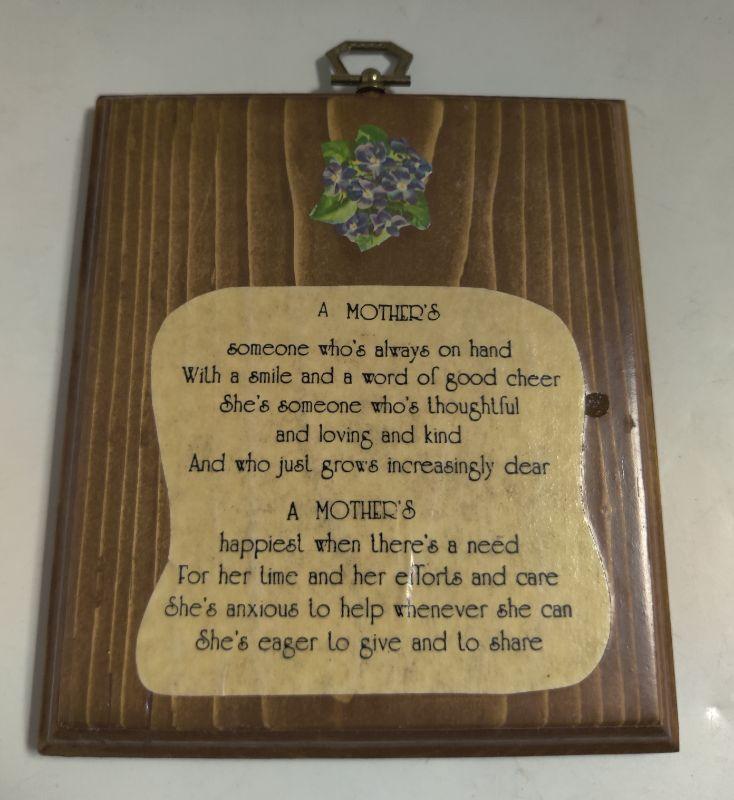 A MOTHER'S
someone who's always on hand
With a smile and a word of good cheer
She's someone who's thoughtful
and loving and kind
And who just grows increasingly dear
A MOTHER'S
happiest when there's a need
For her time and her efforts and care
She's anxious to help whenever she can
She's eager to give and to share